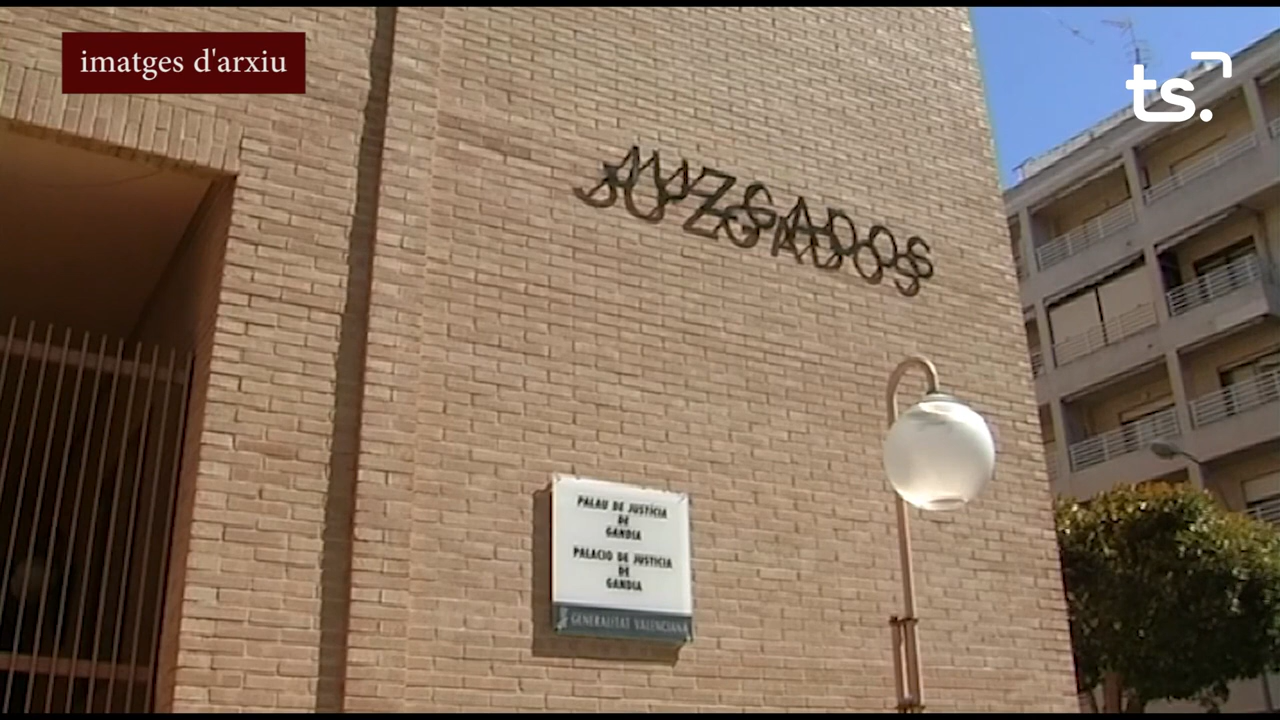 imatges d'arxiu
ts.
JUZGADOS
PALAU DE JUSTÍCIA
DE
GANDIA
PALACIO DE JUSTICIA
DE
GANDIA
GENERALITAT VALENCIANA